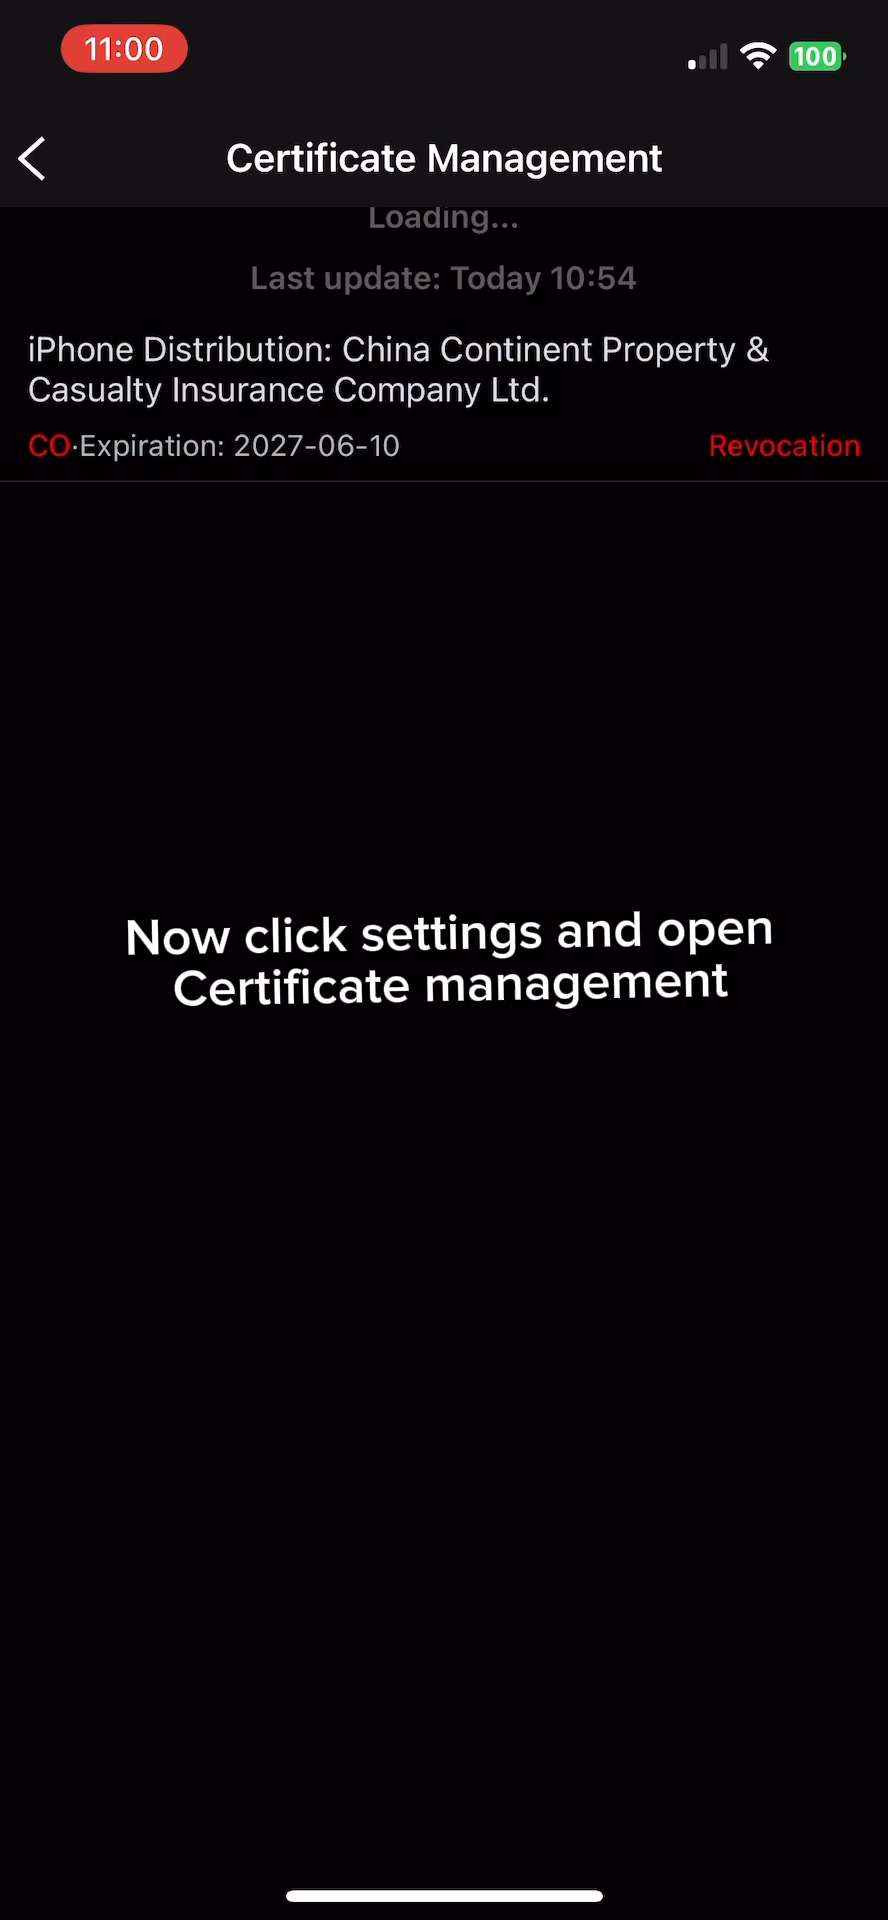 11:00
100
Certificate Management
Loading...
Last update: Today 10:54
iPhone Distribution: China Continent Property &
Casualty Insurance Company Ltd.
CO·Expiration: 2027-06-10 Revocation
Now click settings and open
Certificate management